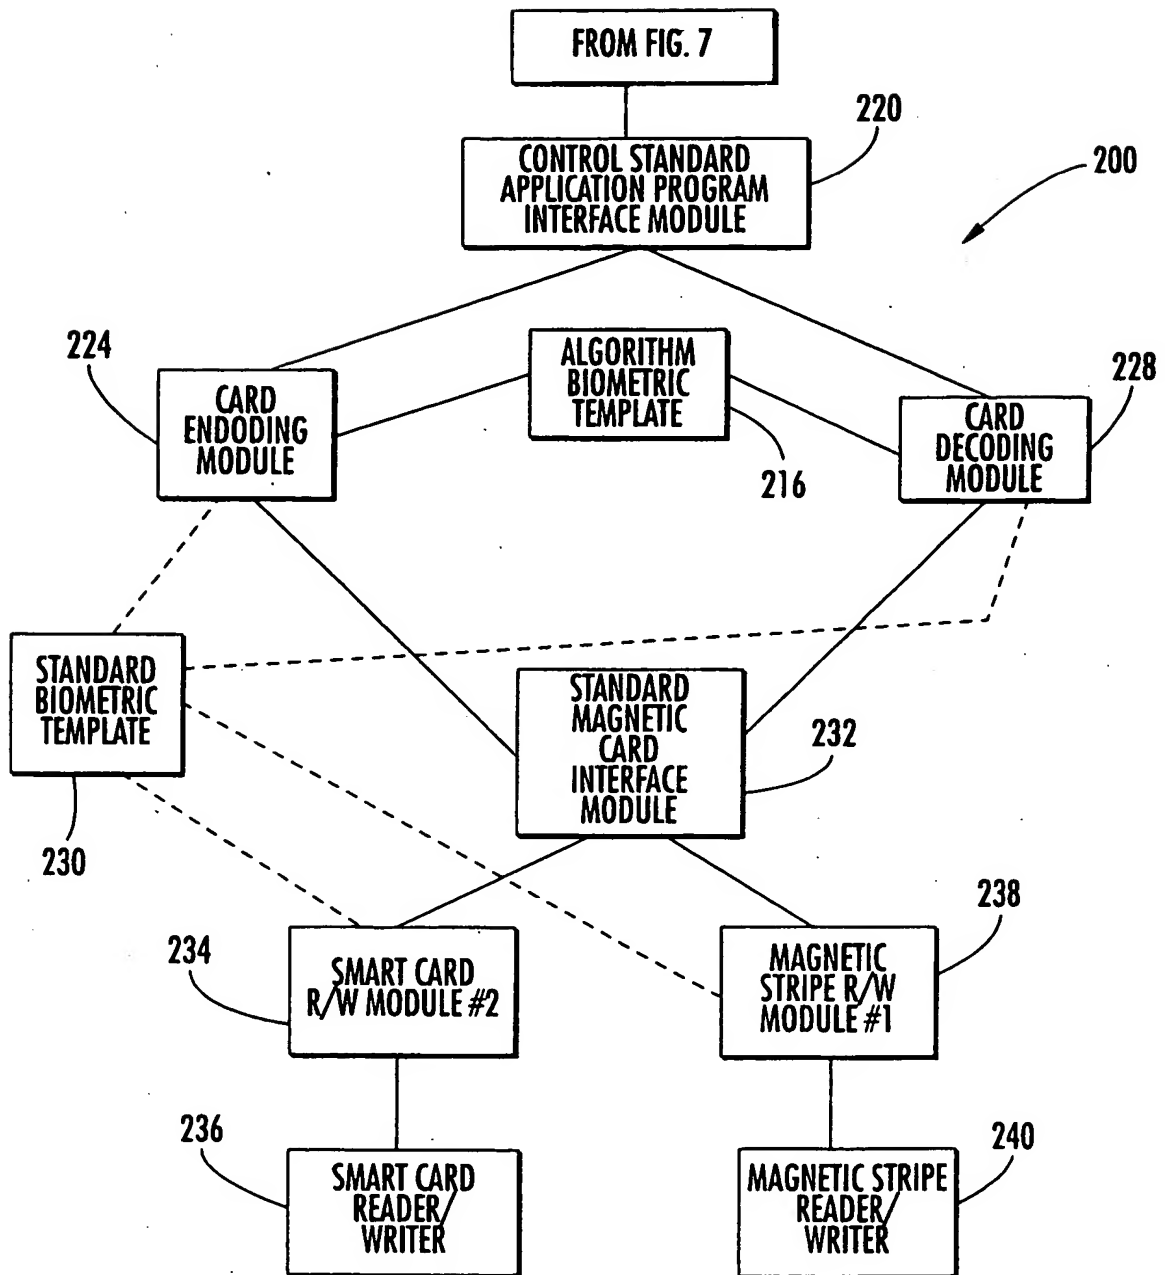 FROM FIG. 7
220
CONTROL STANDARD
APPLICATION PROGRAM
INTERFACE MODULE
200
224
CARD
ENDODING
MODULE
ALGORITHM
BIOMETRIC
TEMPLATE
216
228
CARD
DECODING
MODULE
STANDARD
BIOMETRIC
TEMPLATE
230
STANDARD
MAGNETIC
CARD
INTERFACE
MODULE
232
234
SMART CARD
R/W MODULE #2
238
MAGNETIC
STRIPE R/W
MODULE #1
236
SMART CARD
READER/
WRITER
240
MAGNETIC STRIPE
READER/
WRITER